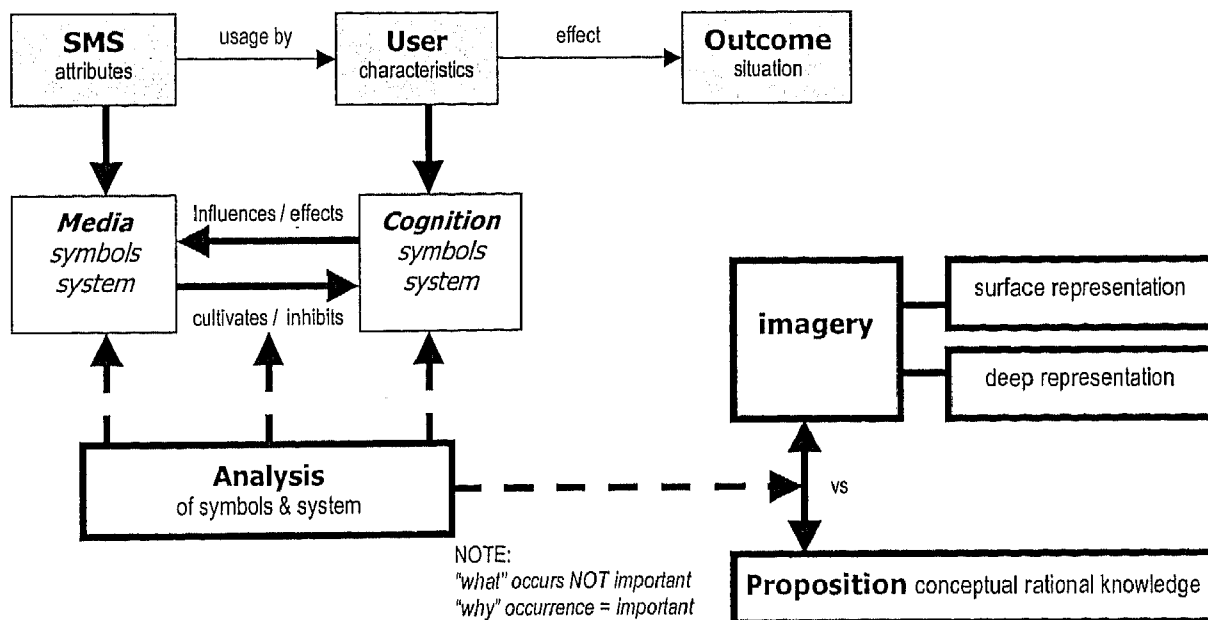 SMS
attributes
usage by
User
characteristics
effect
Outcome
situation
Media
symbols
system
Influences / effects
cultivates / inhibits
Cognition
symbols
system
imagery
surface representation
deep representation
Analysis
of symbols & system
vs
NOTE:
"what" occurs NOT important
"why" occurrence = important
Proposition conceptual rational knowledge